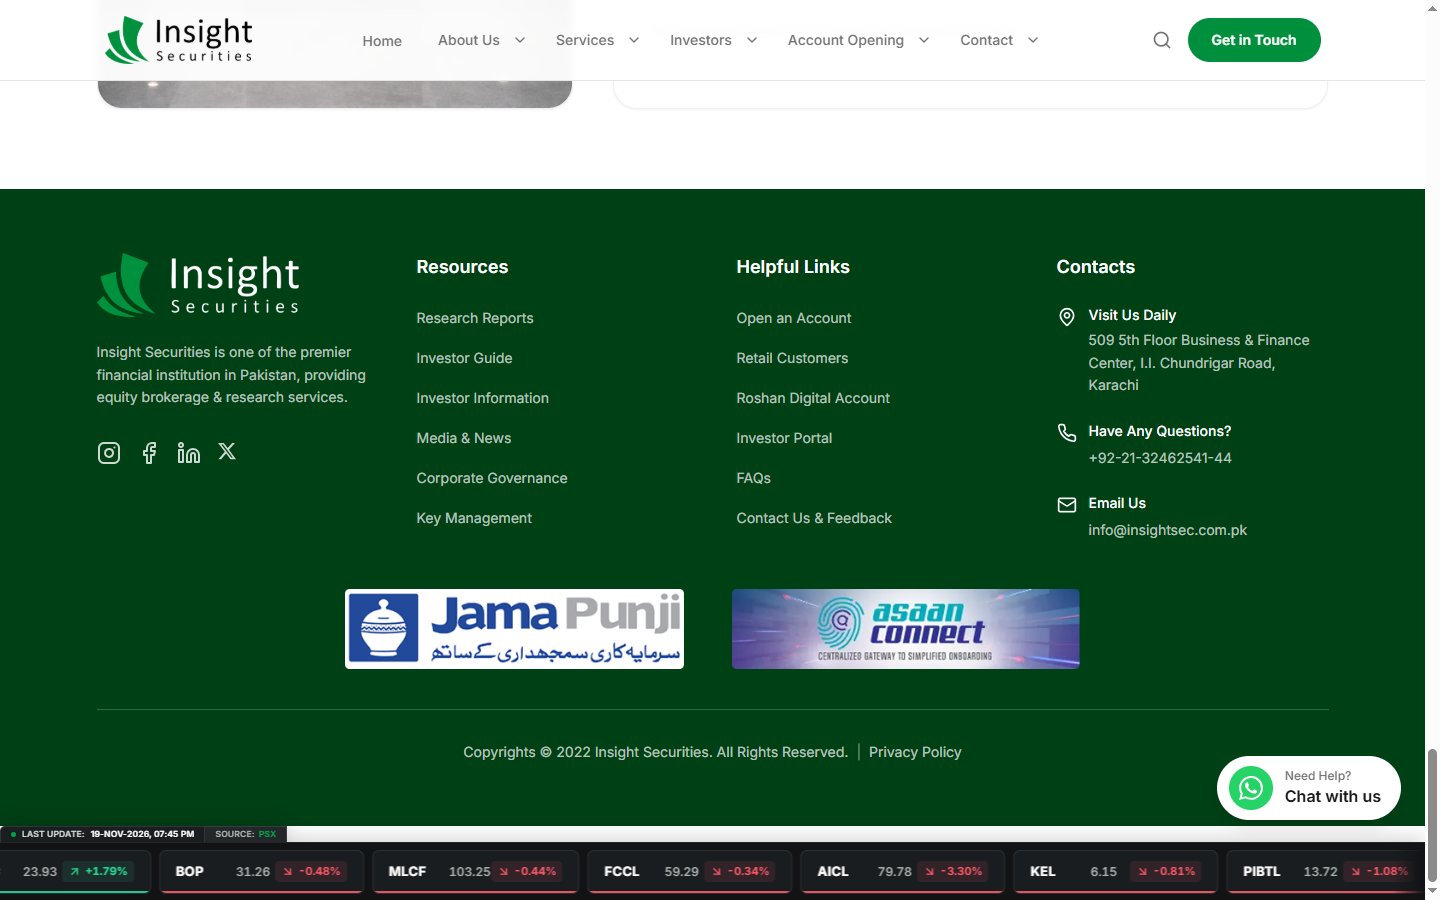 Insight
Securities
Home
About Us
Services
Investors
Account Opening
Contact
Get in Touch
Insight
Securities
Insight Securities is one of the premier
financial institution in Pakistan, providing
equity brokerage & research services.
Resources
Research Reports
Investor Guide
Investor Information
Media & News
Corporate Governance
Key Management
Helpful Links
Open an Account
Retail Customers
Roshan Digital Account
Investor Portal
FAQs
Contact Us & Feedback
Contacts
Visit Us Daily
509 5th Floor Business & Finance
Center, I.I. Chundrigar Road,
Karachi
Have Any Questions?
+92-21-32462541-44
Email Us
info@insightsec.com.pk
Jama Punji
سرمایہ کاری سمجھداری کے ساتھ
asaan
connect
CENTRALIZED GATEWAY TO SIMPLIFIED ONBOARDING
Copyrights © 2022 Insight Securities. All Rights Reserved. | Privacy Policy
Need Help?
Chat with us
LAST UPDATE: 19-NOV-2026, 07:45 PM SOURCE: PSX
23.93 +1.79%
BOP 31.26 -0.48%
MLCF 103.25 -0.44%
FCCL 59.29 -0.34%
AICL 79.78 -3.30%
KEL 6.15 -0.81%
PIBTL 13.72 -1.08%